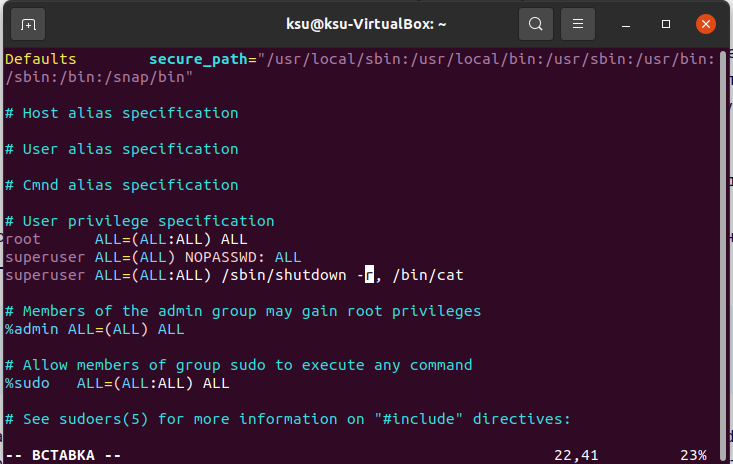 ksu@ksu-VirtualBox: ~
Defaults        secure_path="/usr/local/sbin:/usr/local/bin:/usr/sbin:/usr/bin:
/sbin:/bin:/snap/bin"
# Host alias specification
# User alias specification
# Cmnd alias specification
# User privilege specification
root      ALL=(ALL:ALL) ALL
superuser ALL=(ALL) NOPASSWD: ALL
superuser ALL=(ALL:ALL) /sbin/shutdown -r, /bin/cat
# Members of the admin group may gain root privileges
%admin ALL=(ALL) ALL
# Allow members of group sudo to execute any command
%sudo   ALL=(ALL:ALL) ALL
# See sudoers(5) for more information on "#include" directives:
-- ВСТАВКА --                                                22,41         23%